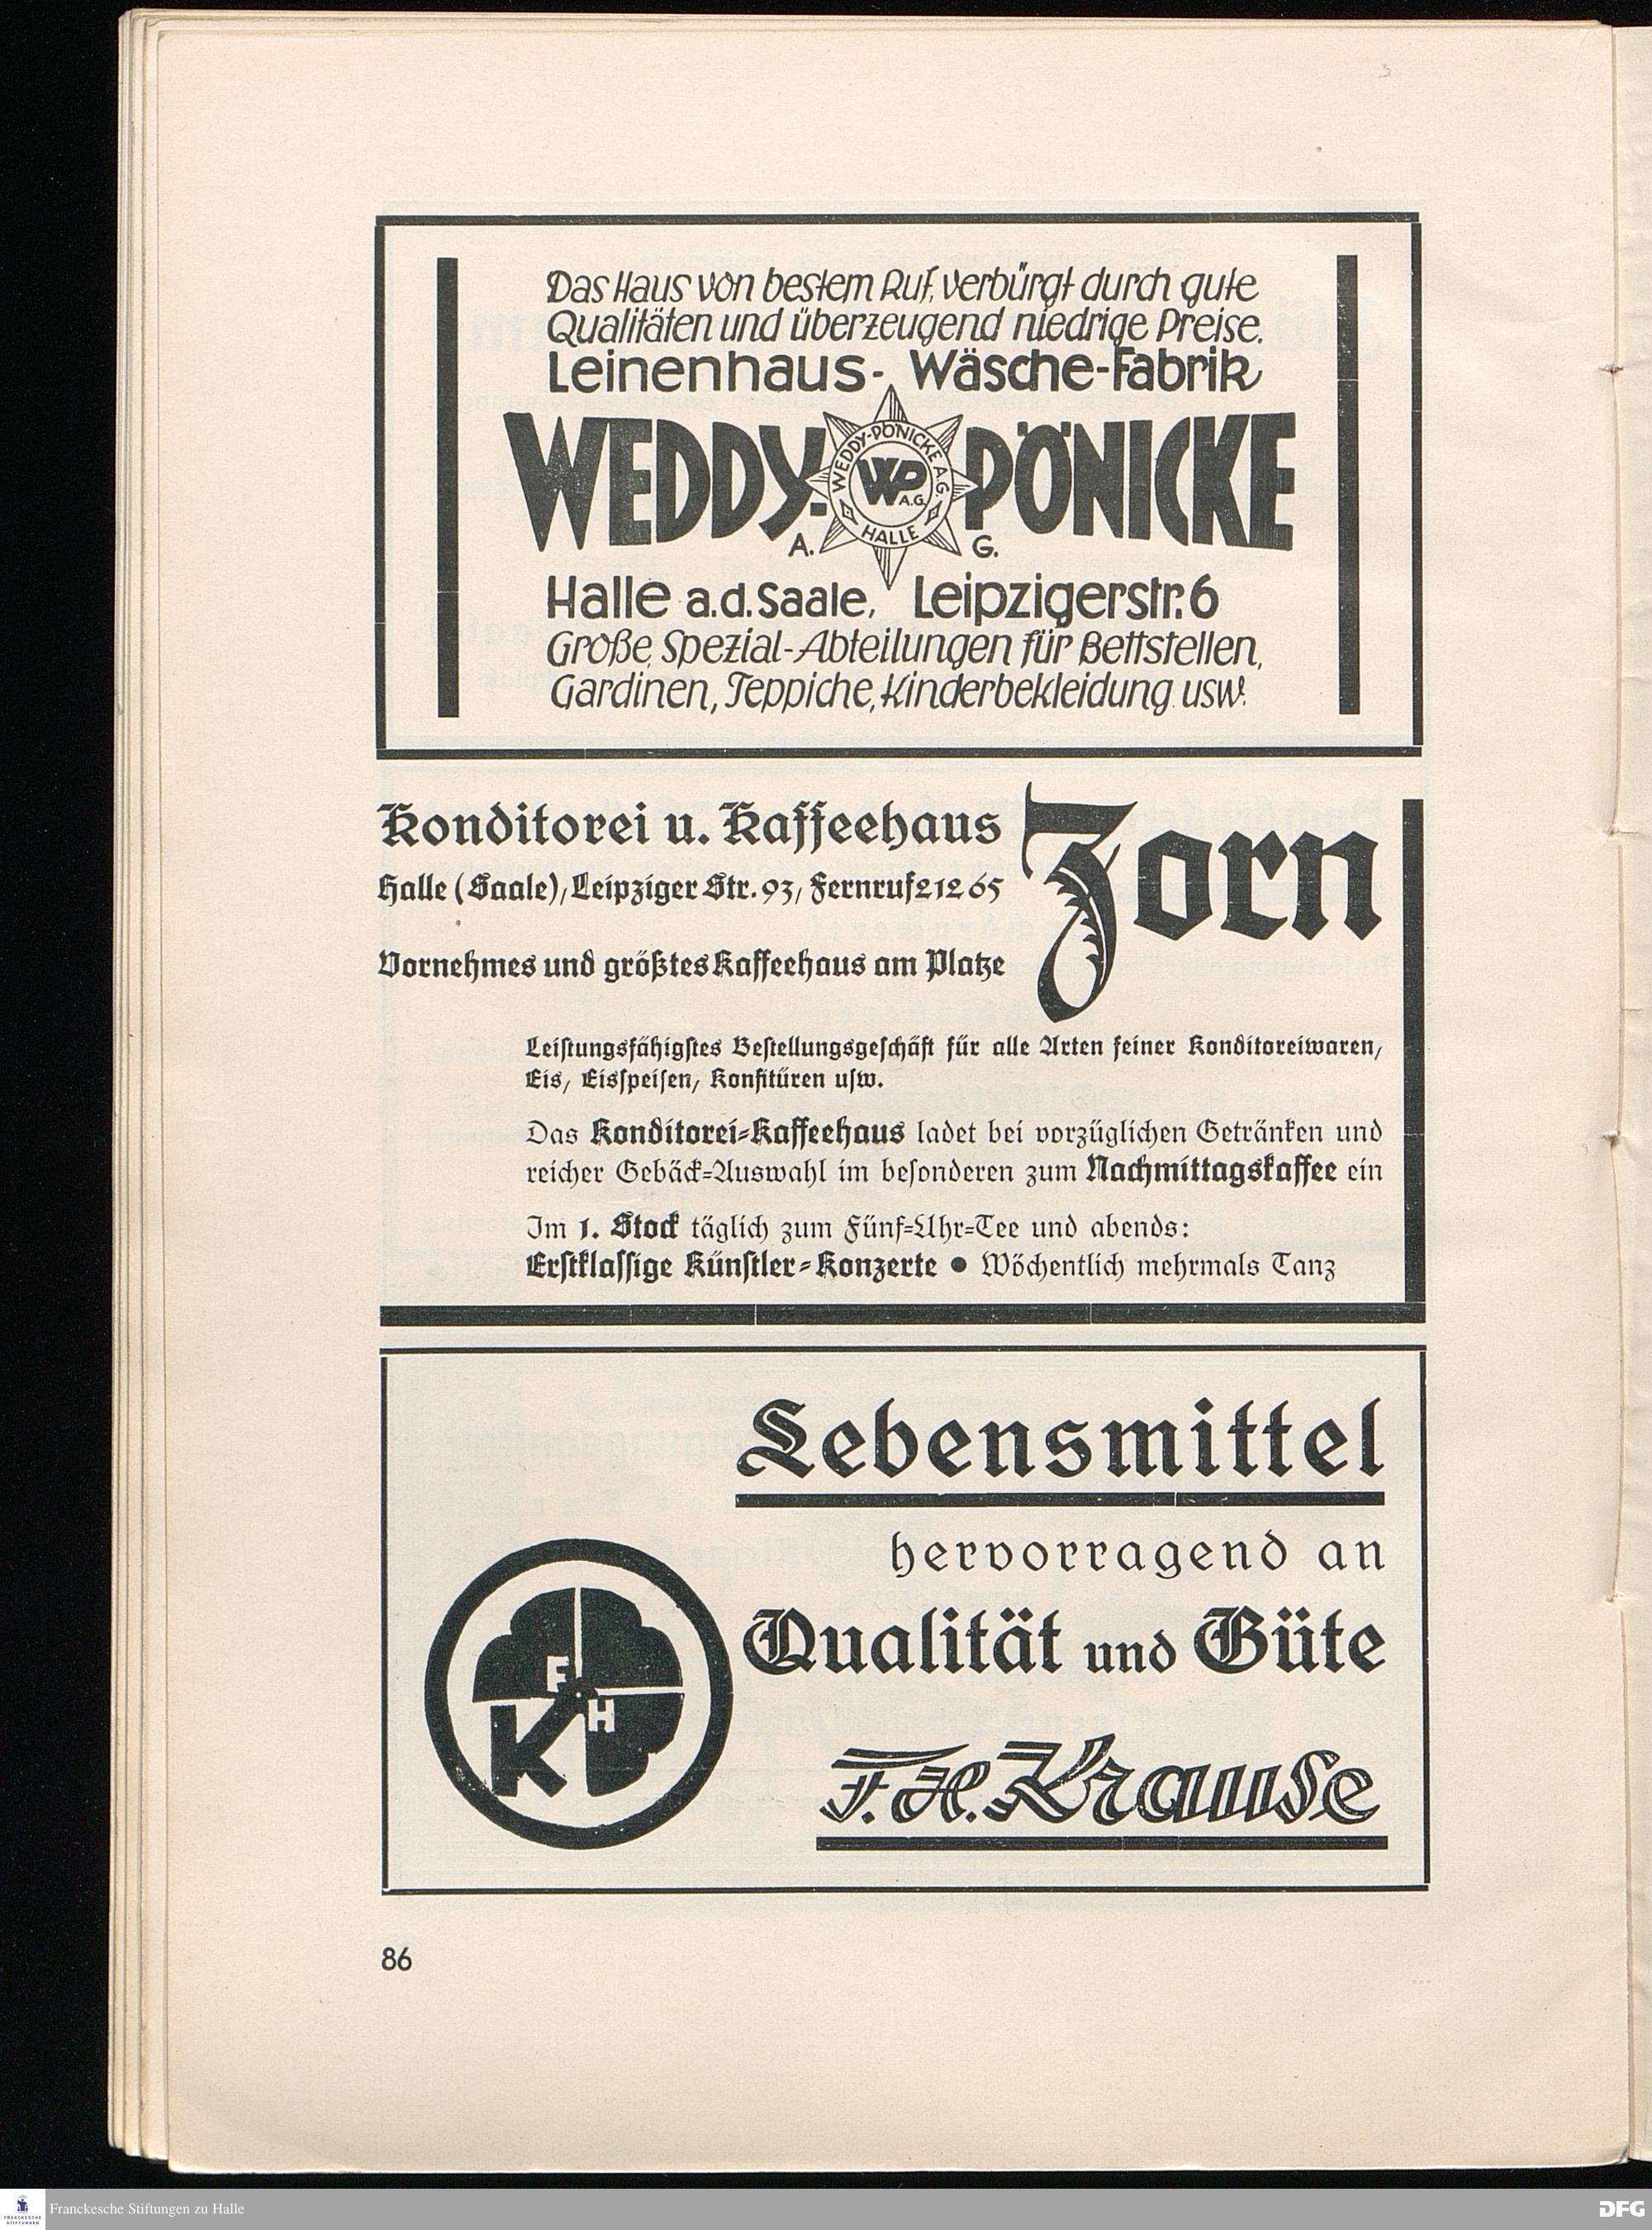 Das Haus von bestem Ruf, verbürgt durch gute
Qualitäten und überzeugend niedrige Preise.
Leinenhaus- Wäsche-Fabrik
WEDDY-PÖNICKE
WEDDY-PÖNICKE A.G.
WP
A.G.
HALLE
A. G.
Halle a.d. Saale, Leipzigerstr. 6
Große Spezial-Abteilungen für Bettstellen,
Gardinen, Teppiche, Kinderbekleidung usw.
Konditorei u. Kaffeehaus Zorn
Halle (Saale), Leipziger Str. 93, Fernruf 21265
Vornehmes und größtes Kaffeehaus am Platze
Leistungsfähigstes Bestellungsgeschäft für alle Arten feiner Konditoreiwaren,
Eis, Eisspeisen, Konfitüren usw.
Das Konditorei-Kaffeehaus ladet bei vorzüglichen Getränken und
reicher Gebäck-Auswahl im besonderen zum Nachmittagskaffee ein
Im 1. Stock täglich zum Fünf-Uhr-Tee und abends:
Erstklassige Künstler-Konzerte ● Wöchentlich mehrmals Tanz
Lebensmittel
hervorragend an
Qualität und Güte
F H K
F. H. Krause
86
FRANCKESCHE
STIFTUNGEN
Franckesche Stiftungen zu Halle
DFG